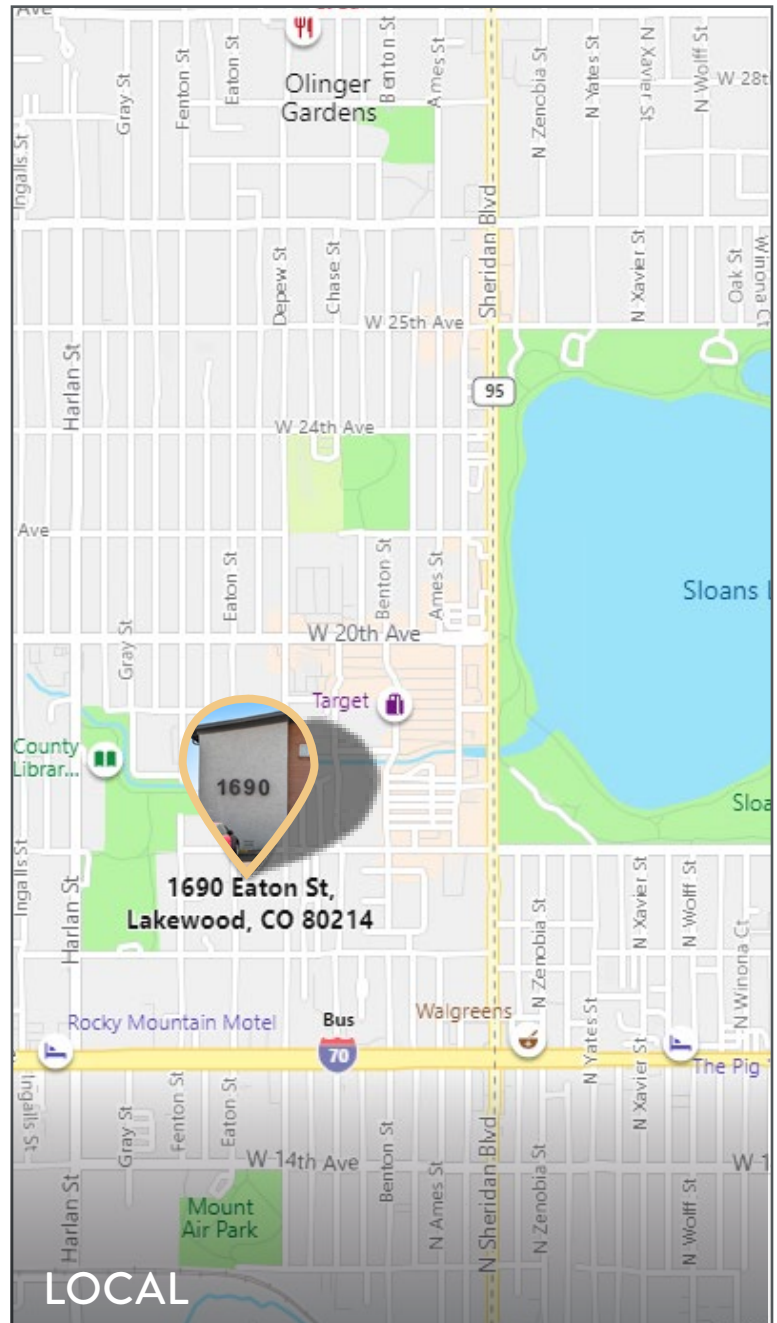 Ave
Gray St
Fenton St
Eaton St
Benton St
Ames St
N Zenobia St
N Yates St
N Xavier St
N Wolff St
W 28t
Olinger
Gardens
Ingalls St
Sheridan Blvd
Depew St
Chase St
N Xavier St
Oak St
Winona Ct
W 25th Ave
Harlan St
95
W 24th Ave
Ave
Eaton St
Benton St
Ames St
Sloans L
W 20th Ave
Gray St
Target
County
Librar...
1690
Sloa
Ingalls St
Harlan St
1690 Eaton St,
Lakewood, CO 80214
N Zenobia St
N Xavier St
N Wolff St
N Winona Ct
Rocky Mountain Motel
Bus
70
Walgreens
N Yates St
N Xavier St
The Pig
Ingalls St
Gray St
Fenton St
Eaton St
W 14th Ave
Benton St
N Ames St
N Sheridan Blvd
N Zenobia St
N Wolff St
W 1
Harlan St
Mount
Air Park
LOCAL